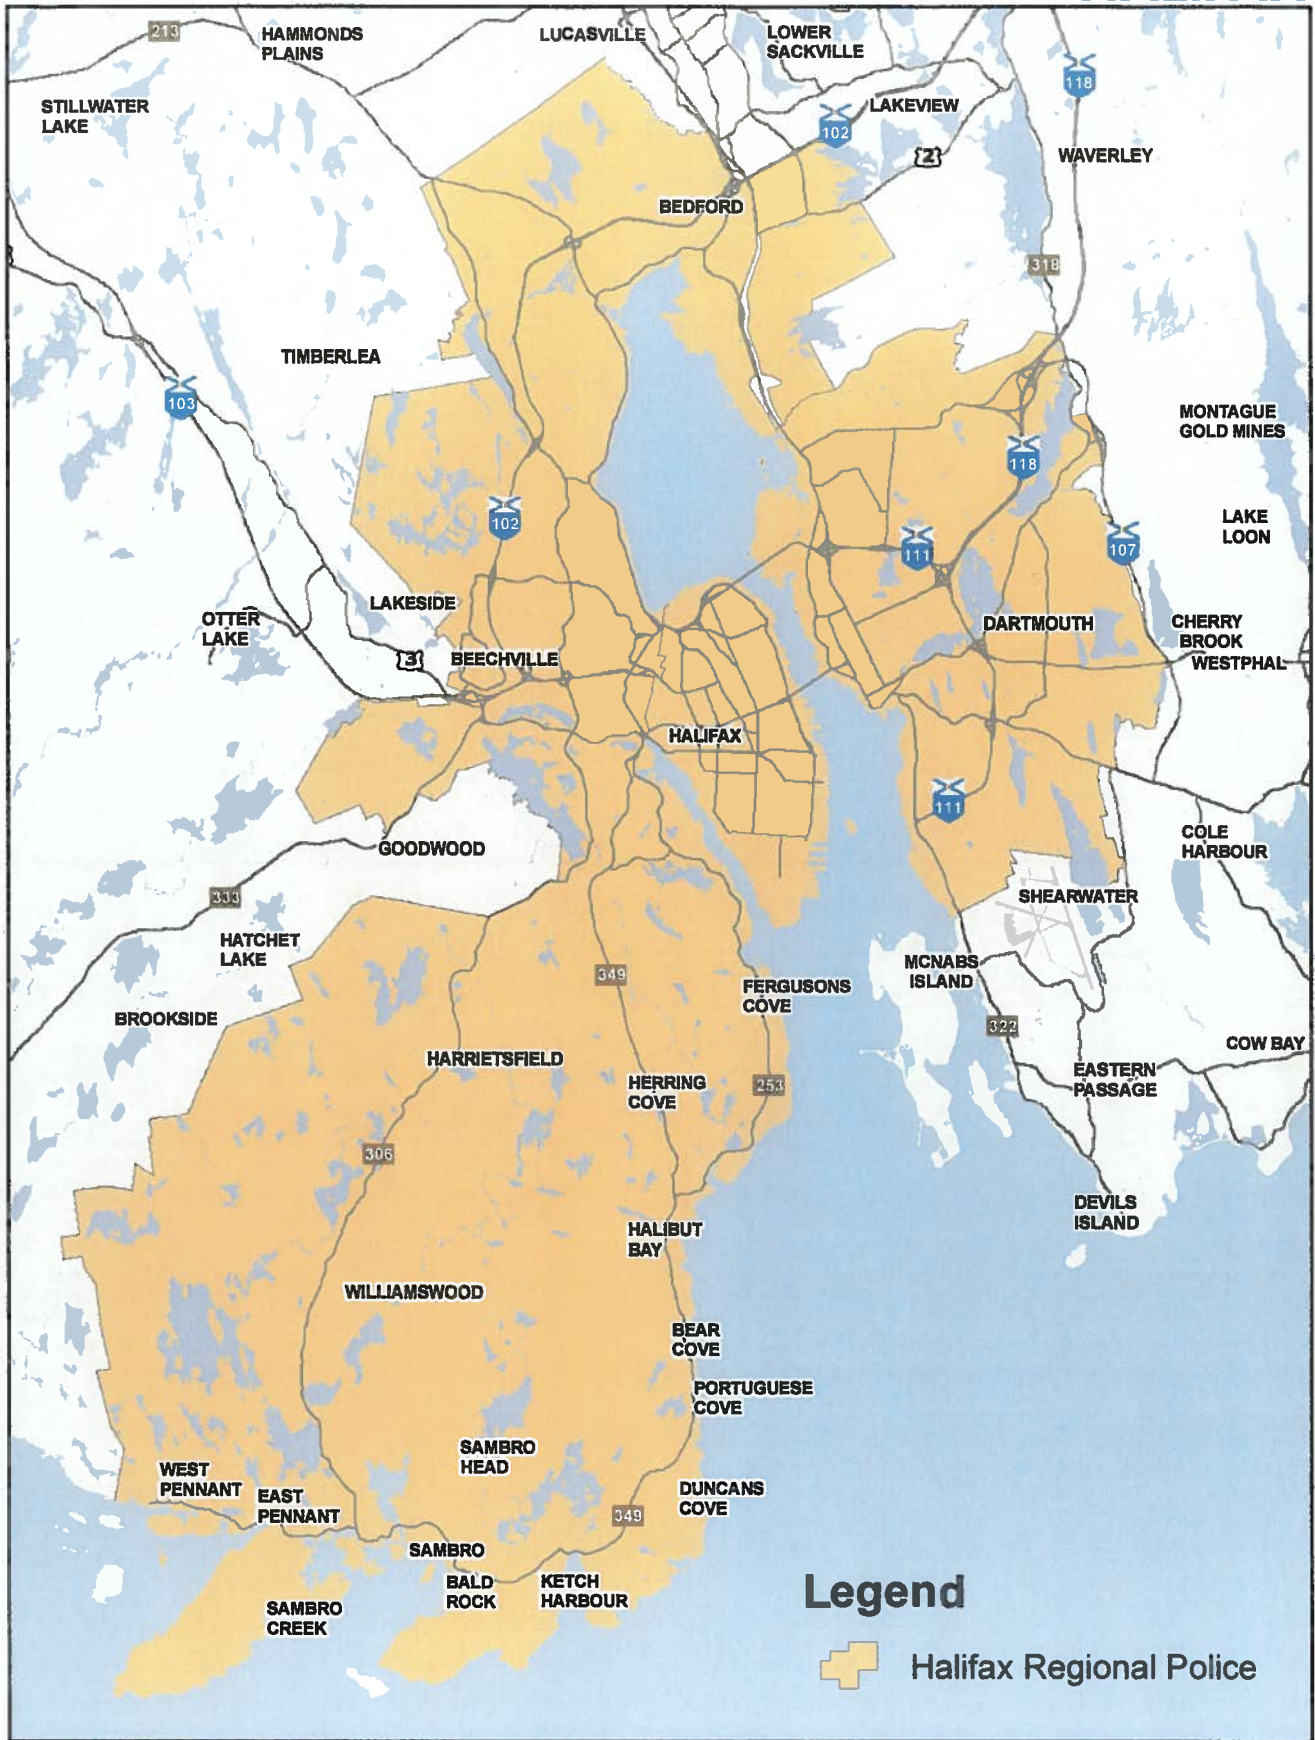 213
HAMMONDS
PLAINS
LUCASVILLE
LOWER
SACKVILLE
118
STILLWATER
LAKE
LAKEVIEW
102
2
WAVERLEY
BEDFORD
318
TIMBERLEA
103
MONTAGUE
GOLD MINES
118
102
LAKE
LOON
111
107
LAKESIDE
OTTER
LAKE
DARTMOUTH
CHERRY
BROOK
3
BEECHVILLE
WESTPHAL
HALIFAX
111
GOODWOOD
COLE
HARBOUR
333
SHEARWATER
HATCHET
LAKE
349
MCNABS
ISLAND
FERGUSONS
COVE
BROOKSIDE
322
HARRIETSFIELD
COW BAY
HERRING
COVE
253
EASTERN
PASSAGE
306
DEVILS
ISLAND
HALIBUT
BAY
WILLIAMSWOOD
BEAR
COVE
PORTUGUESE
COVE
SAMBRO
HEAD
WEST
PENNANT
EAST
PENNANT
DUNCANS
COVE
349
SAMBRO
BALD
ROCK
KETCH
HARBOUR
SAMBRO
CREEK
Legend
Halifax Regional Police